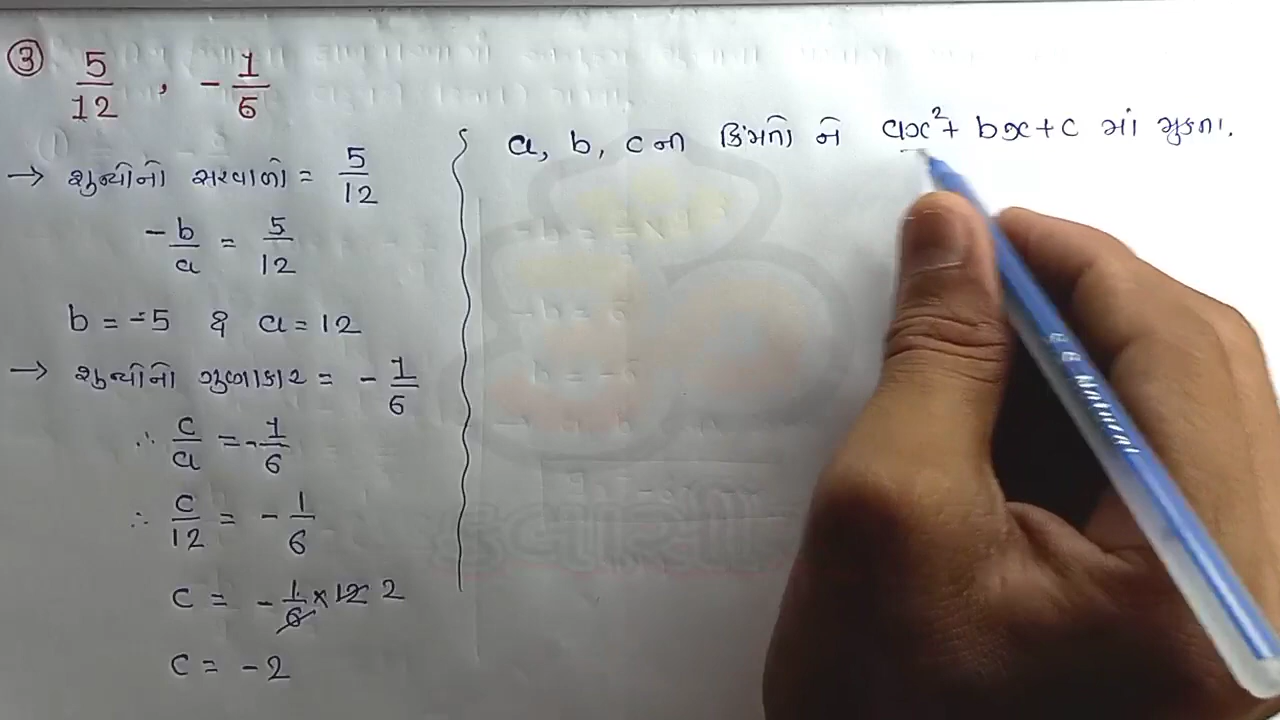 ③ 5/12 , - 1/6
→ શૂન્યોનો સરવાળો = 5/12
-b/a = 5/12
b = -5 & a = 12
→ શૂન્યોનો ગુણાકાર = - 1/6
∴ c/a = - 1/6
∴ c/12 = - 1/6
c = - 1/6 × 12 2
c = -2
a, b, c ની કિંમતો ને ax² + bx + c માં મુકતા.